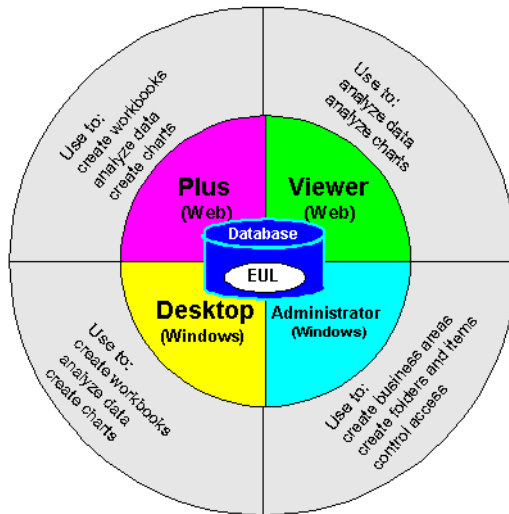 Use to:
create workbooks
analyze data
create charts
Use to:
analyze data
analyze charts
Plus
(Web)
Viewer
(Web)
Database
EUL
Desktop
(Windows)
Administrator
(Windows)
Use to:
create workbooks
analyze data
create charts
Use to:
create business areas
create folders and items
control access